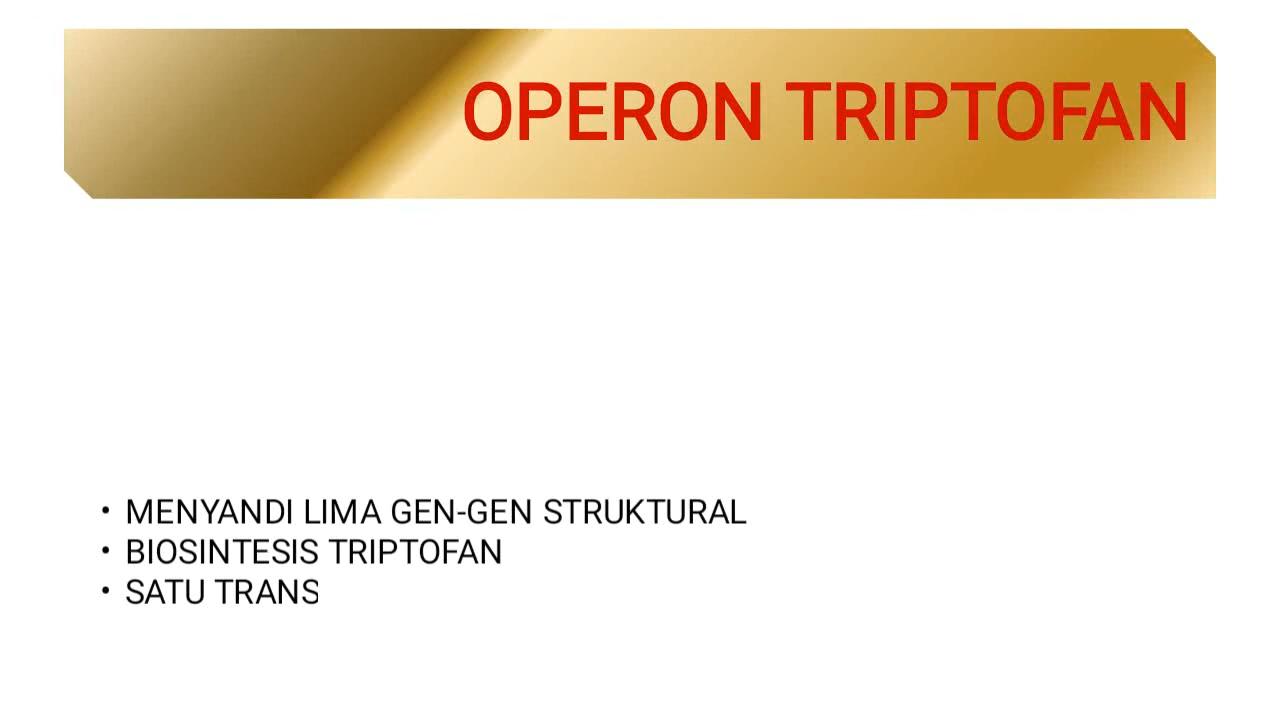 OPERON TRIPTOFAN
• MENYANDI LIMA GEN-GEN STRUKTURAL
• BIOSINTESIS TRIPTOFAN
• SATU TRANS